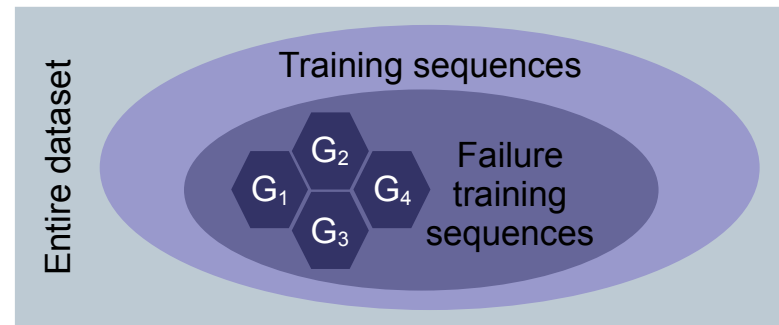 Entire dataset
Training sequences
G₁
G₂
G₃
G₄
Failure
training
sequences